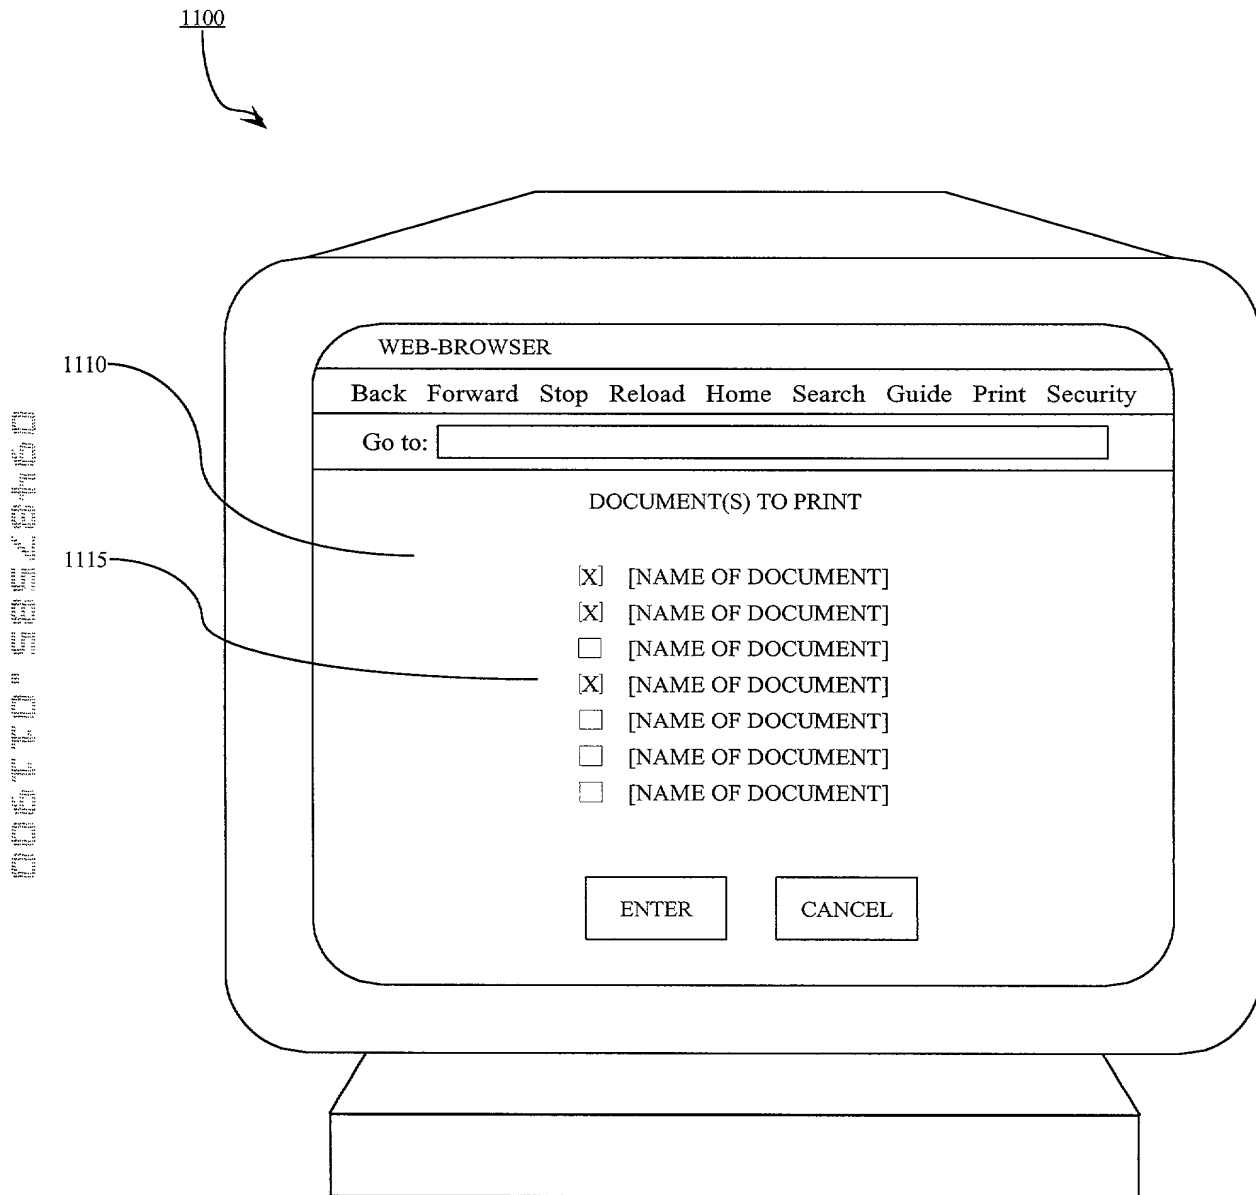 1100
WEB-BROWSER
1110
Back Forward Stop Reload Home Search Guide Print Security
Go to:
DOCUMENT(S) TO PRINT
1115
[X] [NAME OF DOCUMENT]
[X] [NAME OF DOCUMENT]
[NAME OF DOCUMENT]
[X] [NAME OF DOCUMENT]
[NAME OF DOCUMENT]
[NAME OF DOCUMENT]
[NAME OF DOCUMENT]
ENTER CANCEL